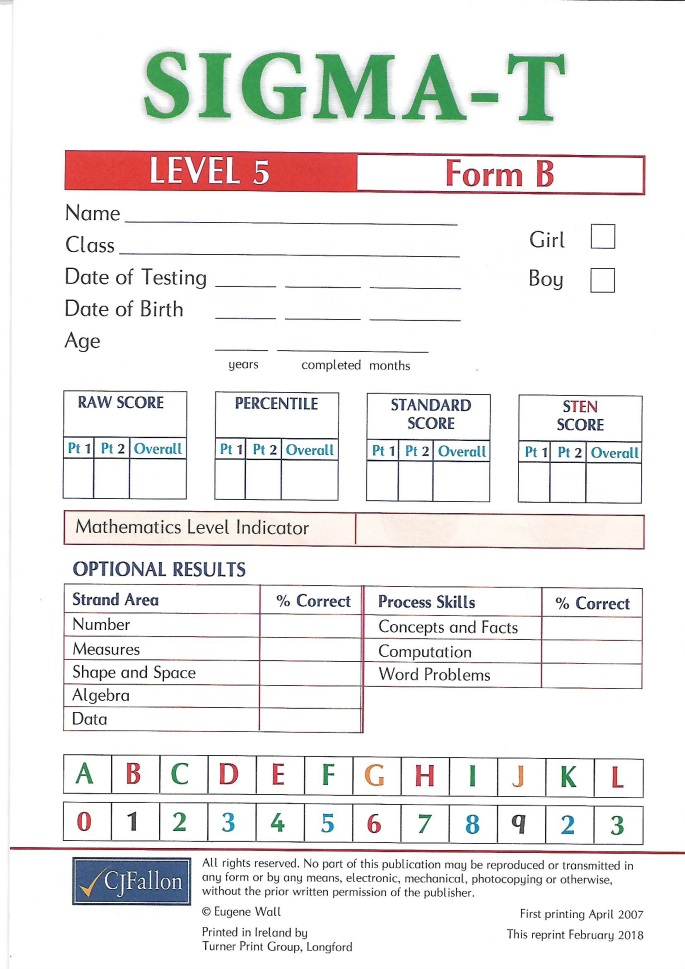 SIGMA-T
LEVEL 5 Form B
Name
Class
Girl
Date of Testing
Boy
Date of Birth
Age
years completed months
RAW SCORE
Pt 1 Pt 2 Overall
PERCENTILE
Pt 1 Pt 2 Overall
STANDARD
SCORE
Pt 1 Pt 2 Overall
STEN
SCORE
Pt 1 Pt 2 Overall
Mathematics Level Indicator
OPTIONAL RESULTS
Strand Area % Correct
Number
Measures
Shape and Space
Algebra
Data
Process Skills % Correct
Concepts and Facts
Computation
Word Problems
A B C D E F G H I J K L
0 1 2 3 4 5 6 7 8 9 2 3
CJFallon
All rights reserved. No part of this publication may be reproduced or transmitted in
any form or by any means, electronic, mechanical, photocopying or otherwise,
without the prior written permission of the publisher.
© Eugene Wall
First printing April 2007
Printed in Ireland by
Turner Print Group, Longford
This reprint February 2018